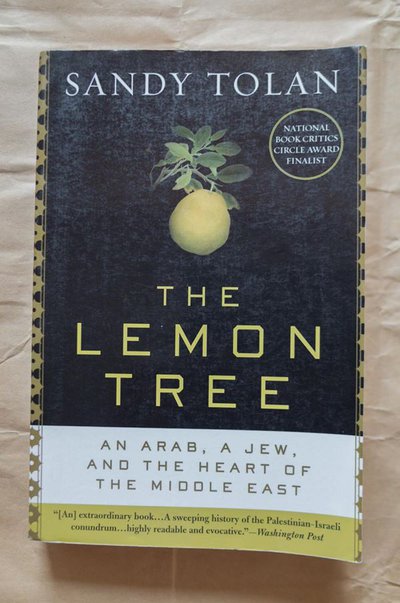 SANDY TOLAN
NATIONAL
BOOK CRITICS
CIRCLE AWARD
FINALIST
THE
LEMON
TREE
AN ARAB, A JEW,
AND THE HEART OF
THE MIDDLE EAST
“[An] extraordinary book…A sweeping history of the Palestinian-Israeli
conundrum…highly readable and evocative.”—Washington Post